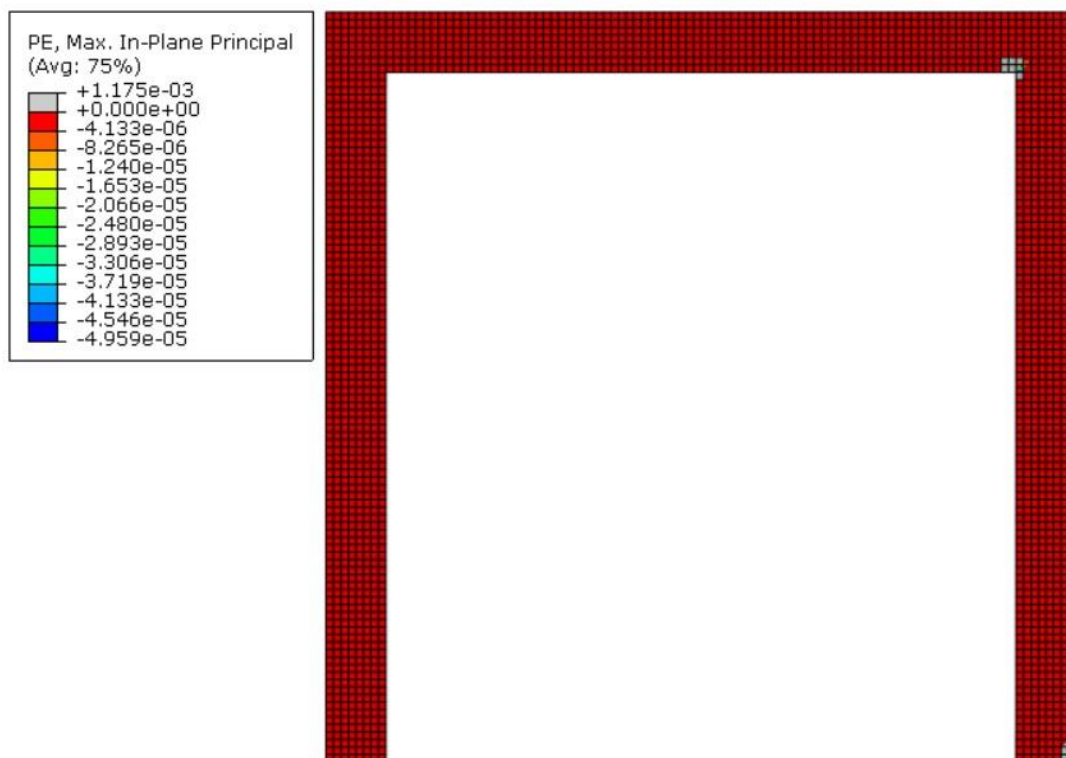 PE, Max. In-Plane Principal
(Avg: 75%)
+1.175e-03
+0.000e+00
-4.133e-06
-8.265e-06
-1.240e-05
-1.653e-05
-2.066e-05
-2.480e-05
-2.893e-05
-3.306e-05
-3.719e-05
-4.133e-05
-4.546e-05
-4.959e-05